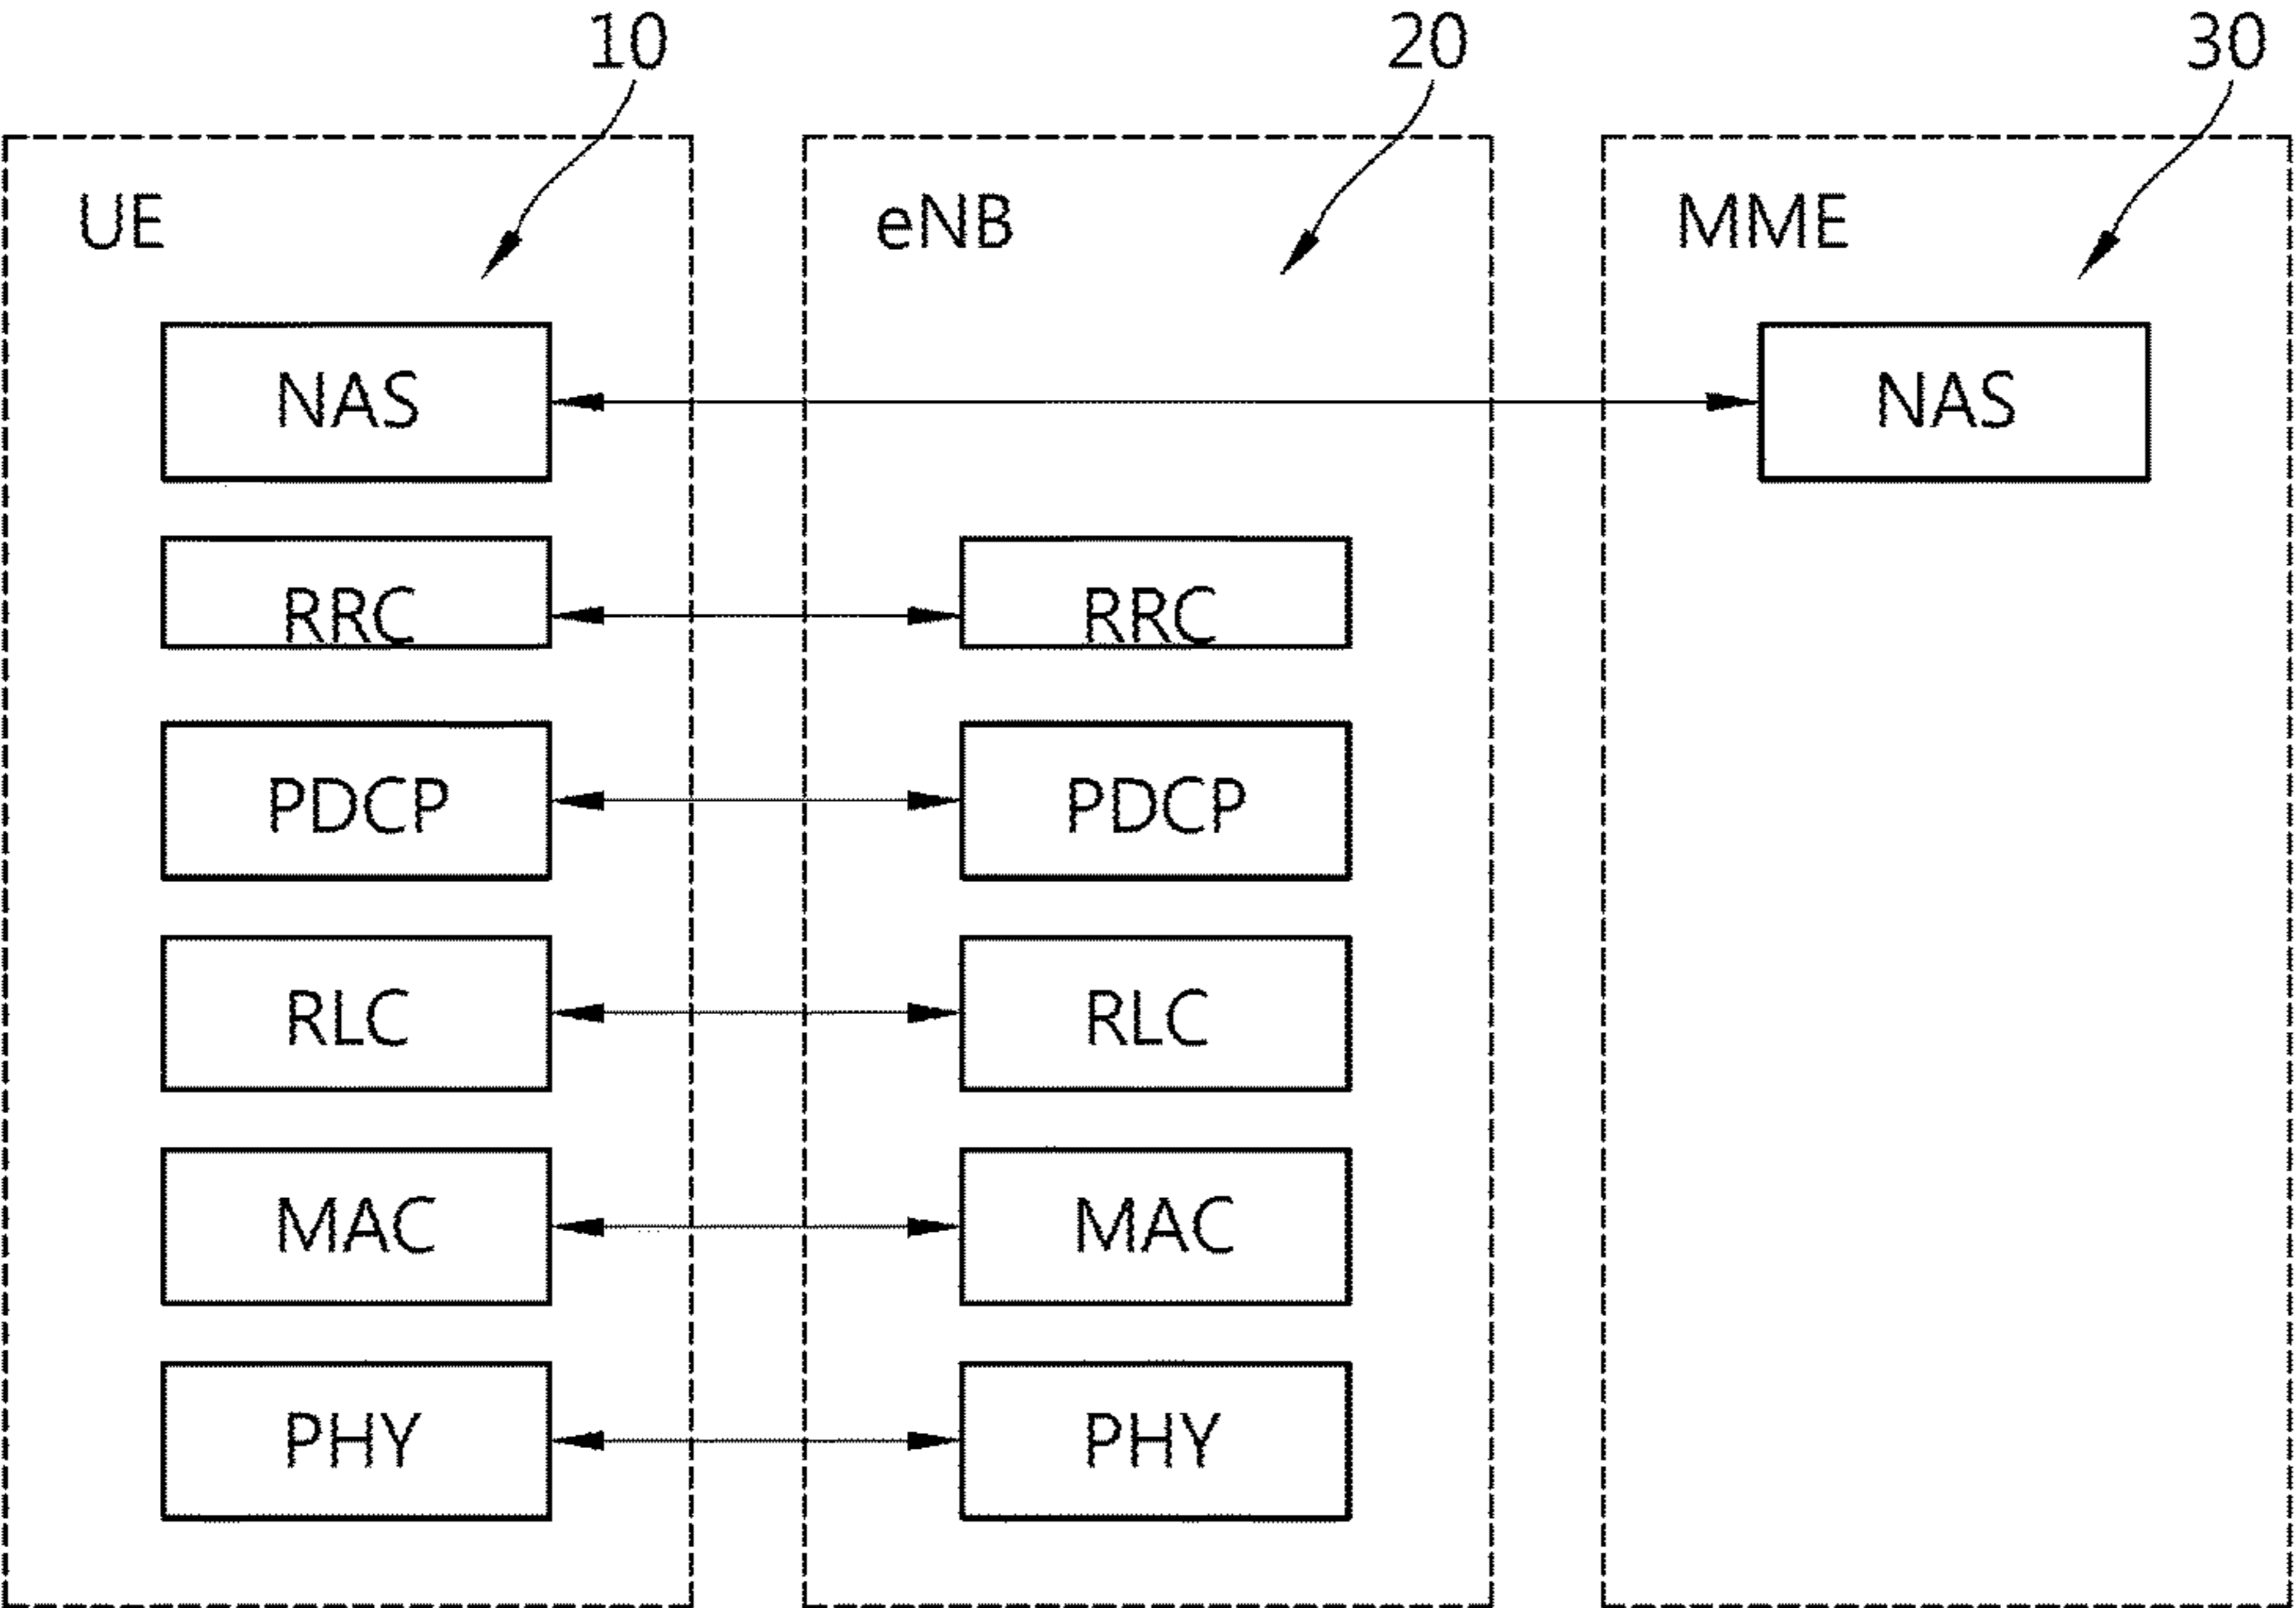 10 20 30
UE eNB MME
NAS NAS
RRC RRC
PDCP PDCP
RLC RLC
MAC MAC
PHY PHY